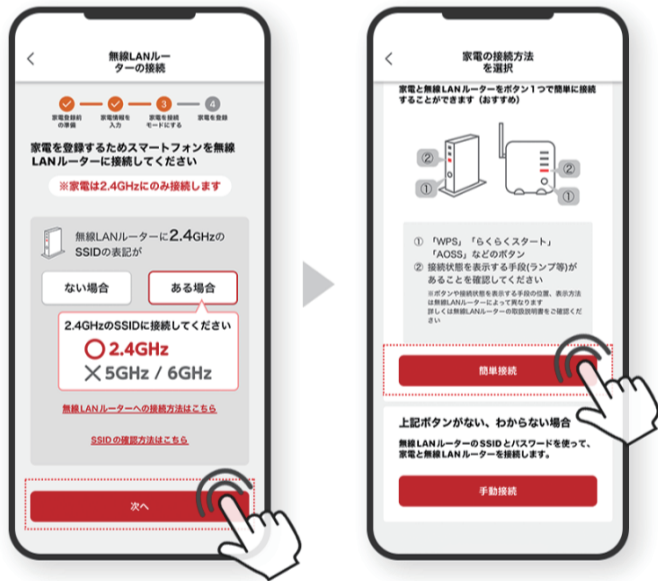 無線LANルー
ターの接続
3
4
家電登録前
の準備
家電情報を
入力
家電を接続
モードにする
家電を登録
家電を登録するためスマートフォンを無線
LANルーターに接続してください
※家電は2.4GHzにのみ接続します
無線LANルーターに2.4GHzの
SSIDの表記が
ない場合
ある場合
2.4GHzのSSIDに接続してください
2.4GHz
5GHz / 6GHz
無線LANルーターへの接続方法はこちら
SSIDの確認方法はこちら
次へ
家電の接続方法
を選択
家電と無線LANルーターをボタン1つで簡単に接続
することができます（おすすめ）
②
①
②
①
① 「WPS」「らくらくスタート」
「AOSS」などのボタン
② 接続状態を表示する手段(ランプ等)が
あることを確認してください
※ボタンや接続状態を表示する手段の位置、表示方法
は無線LANルーターによって異なります
詳しくは無線LANルーターの取扱説明書をご確認くだ
さい
簡単接続
上記ボタンがない、わからない場合
無線LANルーターのSSIDとパスワードを使って、
家電と無線LANルーターを接続します。
手動接続